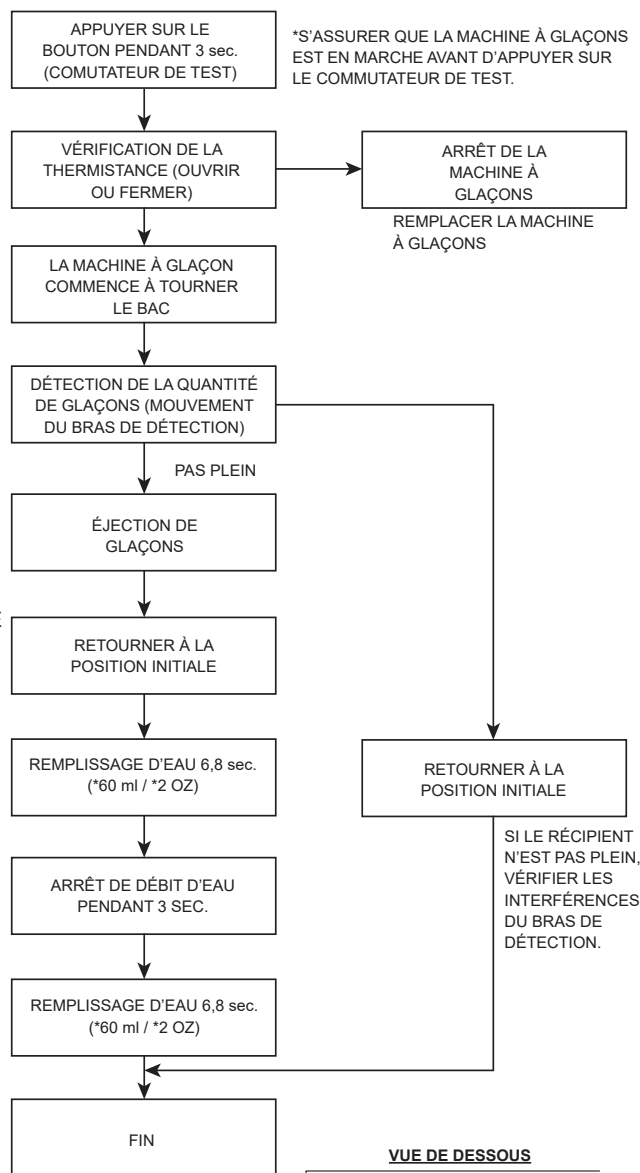 APPUYER SUR LE
BOUTON PENDANT 3 sec.
(COMUTATEUR DE TEST)
*S'ASSURER QUE LA MACHINE À GLAÇONS
EST EN MARCHE AVANT D'APPUYER SUR
LE COMMUTATEUR DE TEST.
VÉRIFICATION DE LA
THERMISTANCE (OUVRIR
OU FERMER)
ARRÊT DE LA
MACHINE À
GLAÇONS
REMPLACER LA MACHINE
À GLAÇONS
LA MACHINE À GLAÇON
COMMENCE À TOURNER
LE BAC
DÉTECTION DE LA QUANTITÉ
DE GLAÇONS (MOUVEMENT
DU BRAS DE DÉTECTION)
PAS PLEIN
ÉJECTION DE
GLAÇONS
RETOURNER À LA
POSITION INITIALE
REMPLISSAGE D'EAU 6,8 sec.
(*60 ml / *2 OZ)
RETOURNER À LA
POSITION INITIALE
SI LE RÉCIPIENT
N'EST PAS PLEIN,
VÉRIFIER LES
INTERFÉRENCES
DU BRAS DE
DÉTECTION.
ARRÊT DE DÉBIT D'EAU
PENDANT 3 SEC.
REMPLISSAGE D'EAU 6,8 sec.
(*60 ml / *2 OZ)
FIN
VUE DE DESSOUS